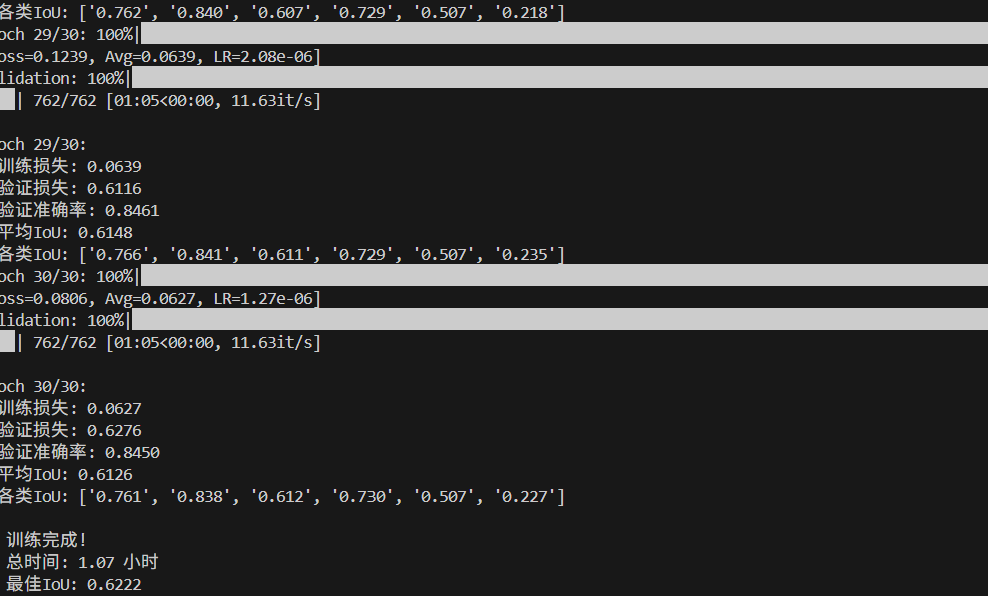 各类IoU: ['0.762', '0.840', '0.607', '0.729', '0.507', '0.218']
och 29/30: 100%|
oss=0.1239, Avg=0.0639, LR=2.08e-06]
lidation: 100%|
| 762/762 [01:05<00:00, 11.63it/s]
och 29/30:
训练损失: 0.0639
验证损失: 0.6116
验证准确率: 0.8461
平均IoU: 0.6148
各类IoU: ['0.766', '0.841', '0.611', '0.729', '0.507', '0.235']
och 30/30: 100%|
oss=0.0806, Avg=0.0627, LR=1.27e-06]
lidation: 100%|
| 762/762 [01:05<00:00, 11.63it/s]
och 30/30:
训练损失: 0.0627
验证损失: 0.6276
验证准确率: 0.8450
平均IoU: 0.6126
各类IoU: ['0.761', '0.838', '0.612', '0.730', '0.507', '0.227']
训练完成!
总时间: 1.07 小时
最佳IoU: 0.6222